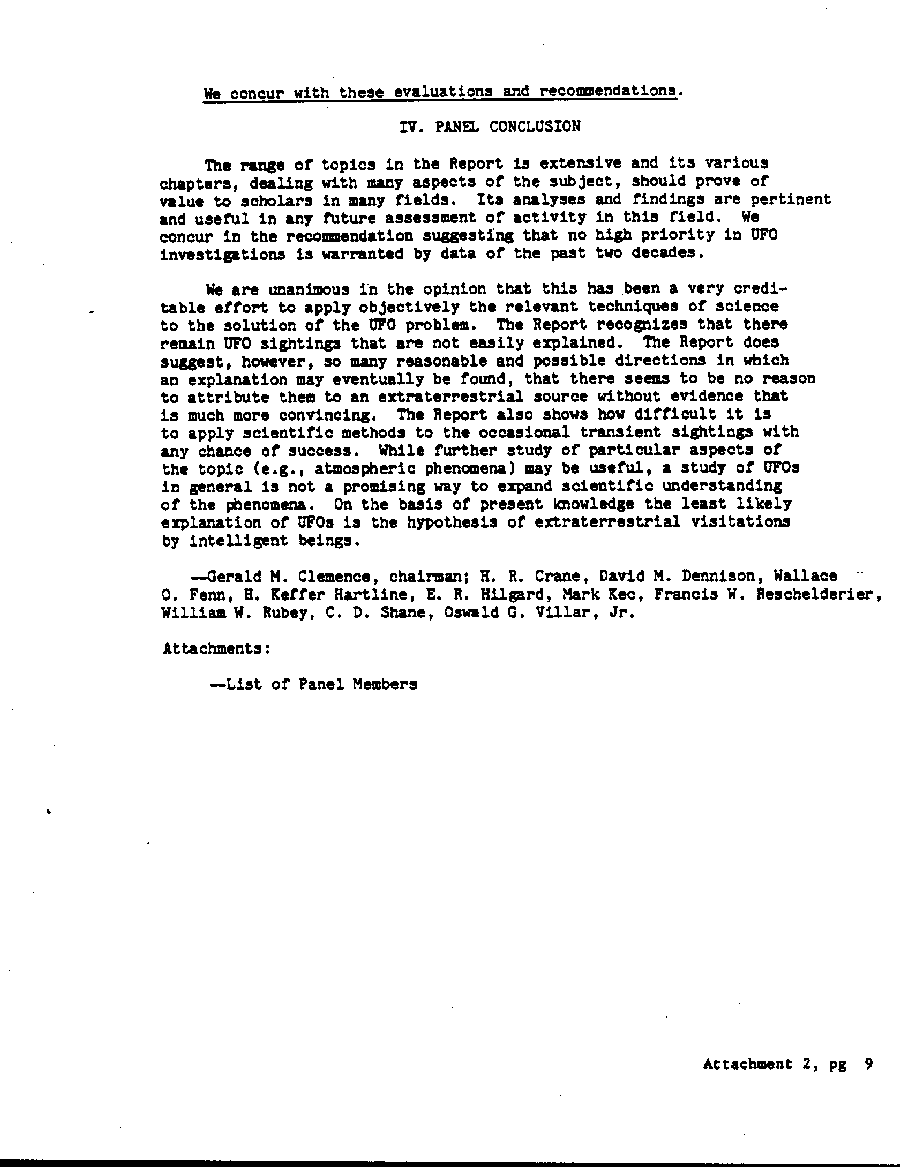 We concur with these evaluations and recommendations.
IV. PANEL CONCLUSION
The range of topics in the Report is extensive and its various
chapters, dealing with many aspects of the subject, should prove of
value to scholars in many fields. Its analyses and findings are pertinent
and useful in any future assessment of activity in this field. We
concur in the recommendation suggesting that no high priority in UFO
investigations is warranted by data of the past two decades.
We are unanimous in the opinion that this has been a very credi-
table effort to apply objectively the relevant techniques of science
to the solution of the UFO problem. The Report recognizes that there
remain UFO sightings that are not easily explained. The Report does
suggest, however, so many reasonable and possible directions in which
an explanation may eventually be found, that there seems to be no reason
to attribute them to an extraterrestrial source without evidence that
is much more convincing. The Report also shows how difficult it is
to apply scientific methods to the occasional transient sightings with
any chance of success. While further study of particular aspects of
the topic (e.g., atmospheric phenomena) may be useful, a study of UFOs
in general is not a promising way to expand scientific understanding
of the phenomena. On the basis of present knowledge the least likely
explanation of UFOs is the hypothesis of extraterrestrial visitations
by intelligent beings.
—Gerald M. Clemence, chairman; H. R. Crane, David M. Dennison, Wallace
O. Fenn, H. Keffer Hartline, E. R. Hilgard, Mark Kec, Francis W. Reschelderier,
William W. Rubey, C. D. Shane, Oswald G. Villar, Jr.
Attachments:
—List of Panel Members
Attachment 2, pg 9